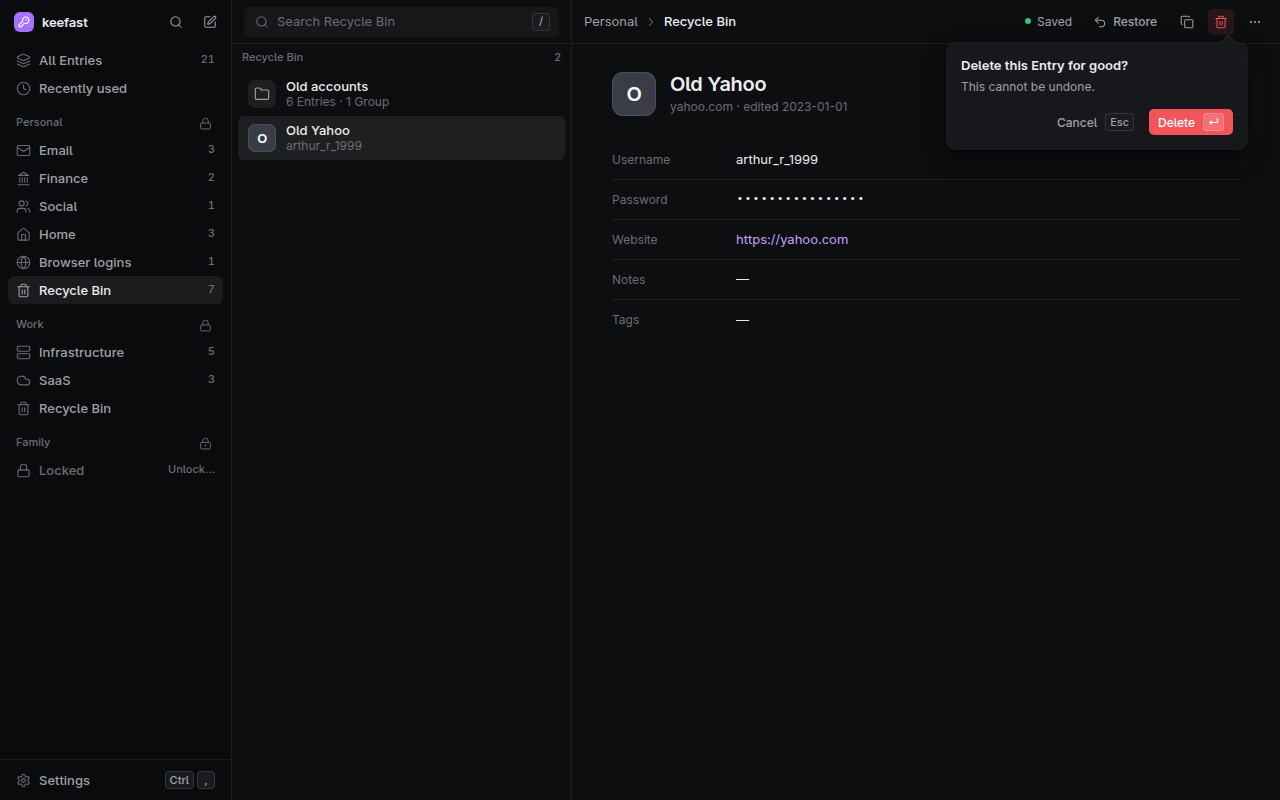 keefast
All Entries 21
Recently used
Personal
Email 3
Finance 2
Social 1
Home 3
Browser logins 1
Recycle Bin 7
Work
Infrastructure 5
SaaS 3
Recycle Bin
Family
Locked Unlock...
Settings Ctrl ,
Search Recycle Bin /
Recycle Bin 2
Old accounts
6 Entries · 1 Group
O
Old Yahoo
arthur_r_1999
Personal Recycle Bin Saved Restore
Delete this Entry for good?
This cannot be undone.
Cancel Esc Delete
O
Old Yahoo
yahoo.com · edited 2023-01-01
Username arthur_r_1999
Password ••••••••••••••••
Website https://yahoo.com
Notes —
Tags —